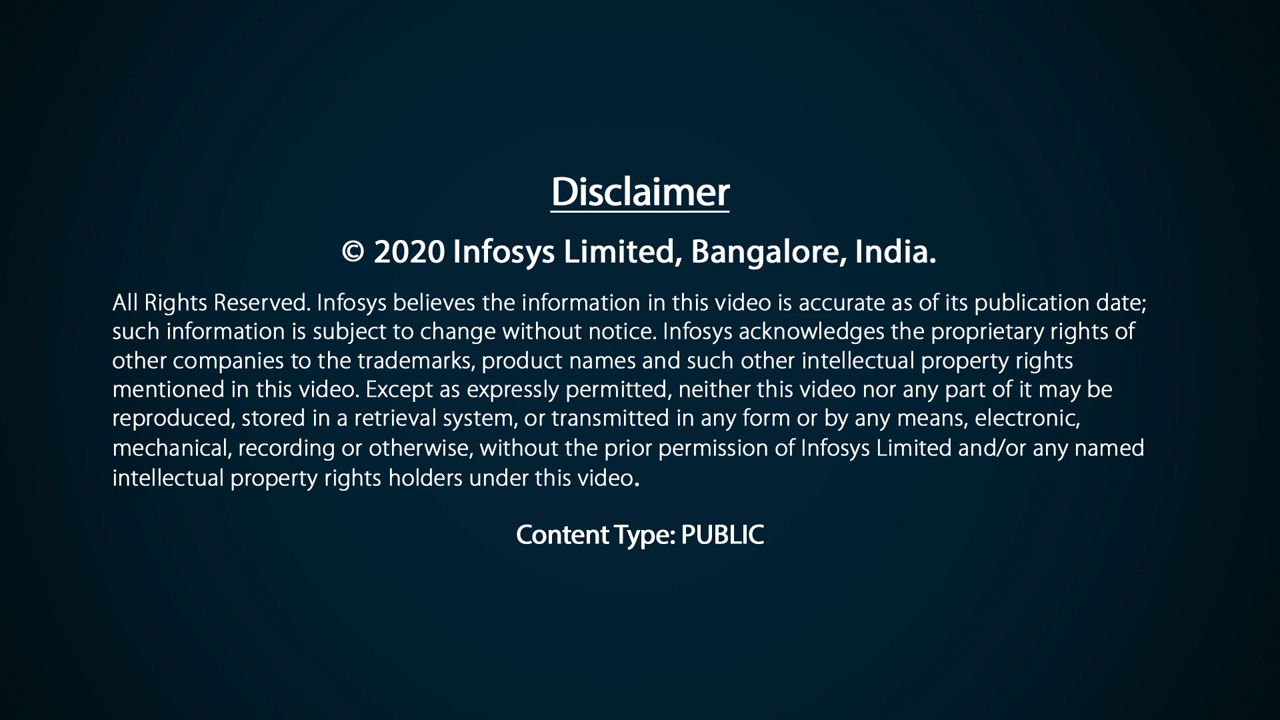 Disclaimer
© 2020 Infosys Limited, Bangalore, India.
All Rights Reserved. Infosys believes the information in this video is accurate as of its publication date;
such information is subject to change without notice. Infosys acknowledges the proprietary rights of
other companies to the trademarks, product names and such other intellectual property rights
mentioned in this video. Except as expressly permitted, neither this video nor any part of it may be
reproduced, stored in a retrieval system, or transmitted in any form or by any means, electronic,
mechanical, recording or otherwise, without the prior permission of Infosys Limited and/or any named
intellectual property rights holders under this video.
Content Type: PUBLIC